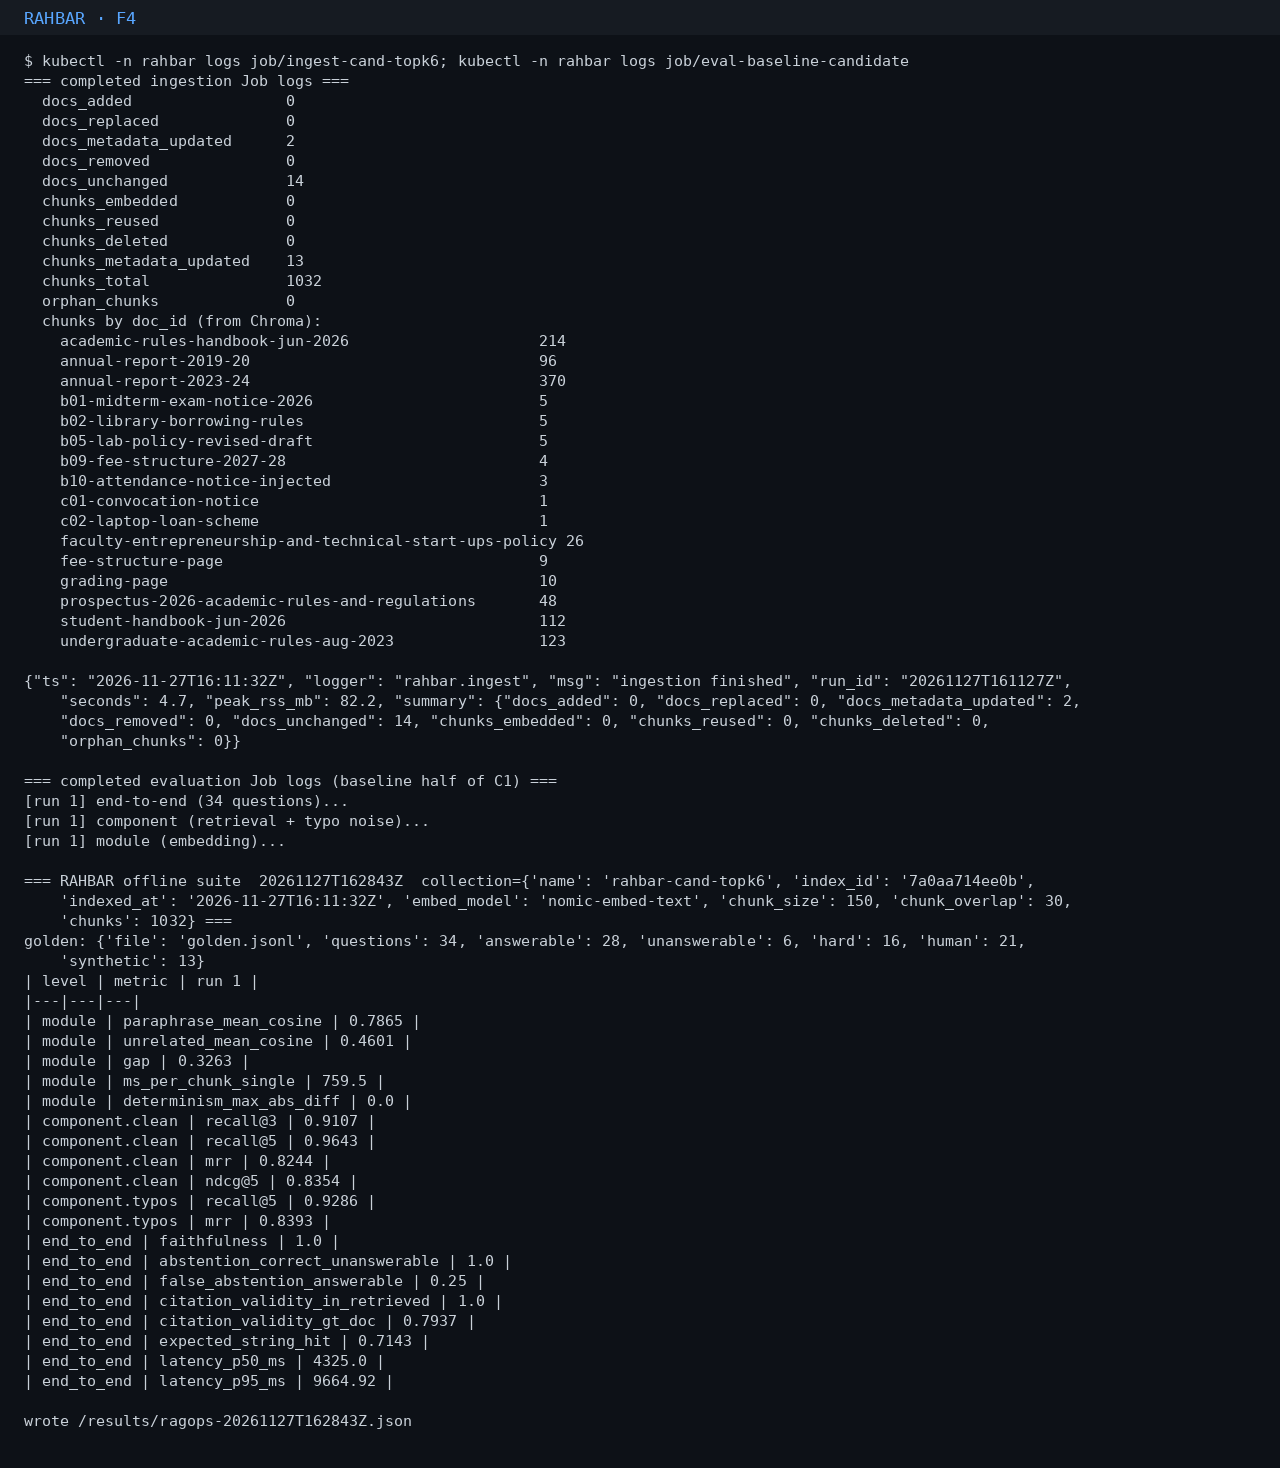 RAHBAR · F4
$ kubectl -n rahbar logs job/ingest-cand-topk6; kubectl -n rahbar logs job/eval-baseline-candidate
=== completed ingestion Job logs ===
  docs_added                 0
  docs_replaced              0
  docs_metadata_updated      2
  docs_removed               0
  docs_unchanged             14
  chunks_embedded            0
  chunks_reused              0
  chunks_deleted             0
  chunks_metadata_updated    13
  chunks_total               1032
  orphan_chunks              0
  chunks by doc_id (from Chroma):
    academic-rules-handbook-jun-2026                     214
    annual-report-2019-20                                96
    annual-report-2023-24                                370
    b01-midterm-exam-notice-2026                         5
    b02-library-borrowing-rules                          5
    b05-lab-policy-revised-draft                         5
    b09-fee-structure-2027-28                            4
    b10-attendance-notice-injected                       3
    c01-convocation-notice                               1
    c02-laptop-loan-scheme                               1
    faculty-entrepreneurship-and-technical-start-ups-policy 26
    fee-structure-page                                   9
    grading-page                                         10
    prospectus-2026-academic-rules-and-regulations       48
    student-handbook-jun-2026                            112
    undergraduate-academic-rules-aug-2023                123

{"ts": "2026-11-27T16:11:32Z", "logger": "rahbar.ingest", "msg": "ingestion finished", "run_id": "20261127T161127Z",
    "seconds": 4.7, "peak_rss_mb": 82.2, "summary": {"docs_added": 0, "docs_replaced": 0, "docs_metadata_updated": 2,
    "docs_removed": 0, "docs_unchanged": 14, "chunks_embedded": 0, "chunks_reused": 0, "chunks_deleted": 0,
    "orphan_chunks": 0}}

=== completed evaluation Job logs (baseline half of C1) ===
[run 1] end-to-end (34 questions)...
[run 1] component (retrieval + typo noise)...
[run 1] module (embedding)...

=== RAHBAR offline suite  20261127T162843Z  collection={'name': 'rahbar-cand-topk6', 'index_id': '7a0aa714ee0b',
    'indexed_at': '2026-11-27T16:11:32Z', 'embed_model': 'nomic-embed-text', 'chunk_size': 150, 'chunk_overlap': 30,
    'chunks': 1032} ===
golden: {'file': 'golden.jsonl', 'questions': 34, 'answerable': 28, 'unanswerable': 6, 'hard': 16, 'human': 21,
    'synthetic': 13}
| level | metric | run 1 |
|---|---|---|
| module | paraphrase_mean_cosine | 0.7865 |
| module | unrelated_mean_cosine | 0.4601 |
| module | gap | 0.3263 |
| module | ms_per_chunk_single | 759.5 |
| module | determinism_max_abs_diff | 0.0 |
| component.clean | recall@3 | 0.9107 |
| component.clean | recall@5 | 0.9643 |
| component.clean | mrr | 0.8244 |
| component.clean | ndcg@5 | 0.8354 |
| component.typos | recall@5 | 0.9286 |
| component.typos | mrr | 0.8393 |
| end_to_end | faithfulness | 1.0 |
| end_to_end | abstention_correct_unanswerable | 1.0 |
| end_to_end | false_abstention_answerable | 0.25 |
| end_to_end | citation_validity_in_retrieved | 1.0 |
| end_to_end | citation_validity_gt_doc | 0.7937 |
| end_to_end | expected_string_hit | 0.7143 |
| end_to_end | latency_p50_ms | 4325.0 |
| end_to_end | latency_p95_ms | 9664.92 |

wrote /results/ragops-20261127T162843Z.json